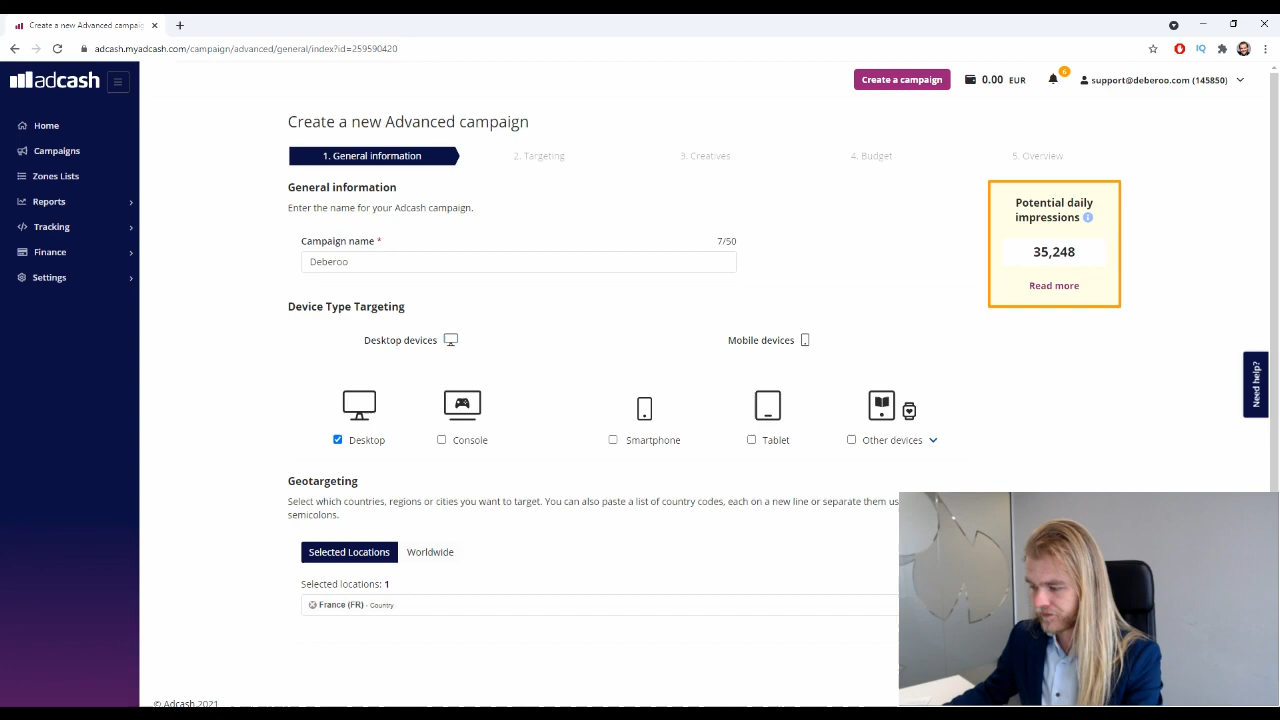 Create a new Advanced campaig
adcash.myadcash.com/campaign/advanced/general/index?id=259590420
IQ
adcash
Create a campaign
0.00 EUR
6
support@deberoo.com (145850)
Home
Campaigns
Zones Lists
Reports
Tracking
Finance
Settings
Create a new Advanced campaign
1. General information
2. Targeting
3. Creatives
4. Budget
5. Overview
General information
Enter the name for your Adcash campaign.
Campaign name *
7/50
Deberoo
Potential daily
impressions
35,248
Read more
Device Type Targeting
Desktop devices
Mobile devices
Desktop
Console
Smartphone
Tablet
Other devices
Need help?
Geotargeting
Select which countries, regions or cities you want to target. You can also paste a list of country codes, each on a new line or separate them us
semicolons.
Selected Locations
Worldwide
Selected locations: 1
France (FR) - Country
© Adcash 2021